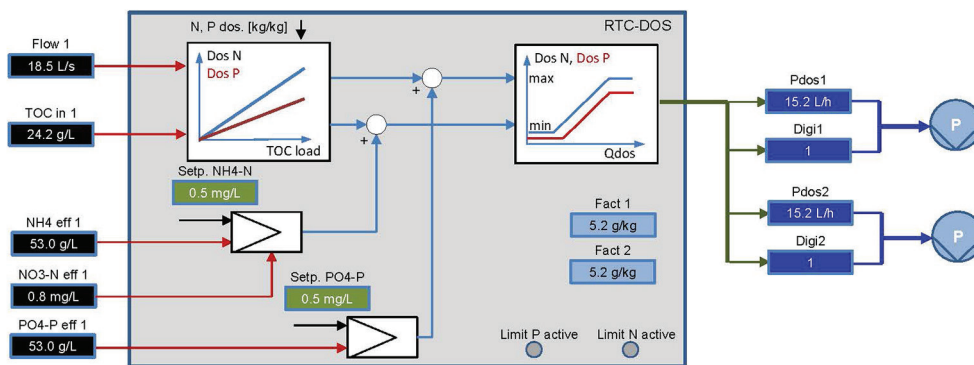 N, P dos. [kg/kg]
RTC-DOS
Flow 1
18.5 L/s
TOC in 1
24.2 g/L
Dos N
Dos P
TOC load
Dos N, Dos P
max
min
Qdos
Pdos1
15.2 L/h
Digi1
1
Pdos2
15.2 L/h
Digi2
1
P
P
+
+
Setp. NH4-N
0.5 mg/L
NH4 eff 1
53.0 g/L
NO3-N eff 1
0.8 mg/L
PO4-P eff 1
53.0 g/L
Setp. PO4-P
0.5 mg/L
Fact 1
5.2 g/kg
Fact 2
5.2 g/kg
Limit P active
Limit N active